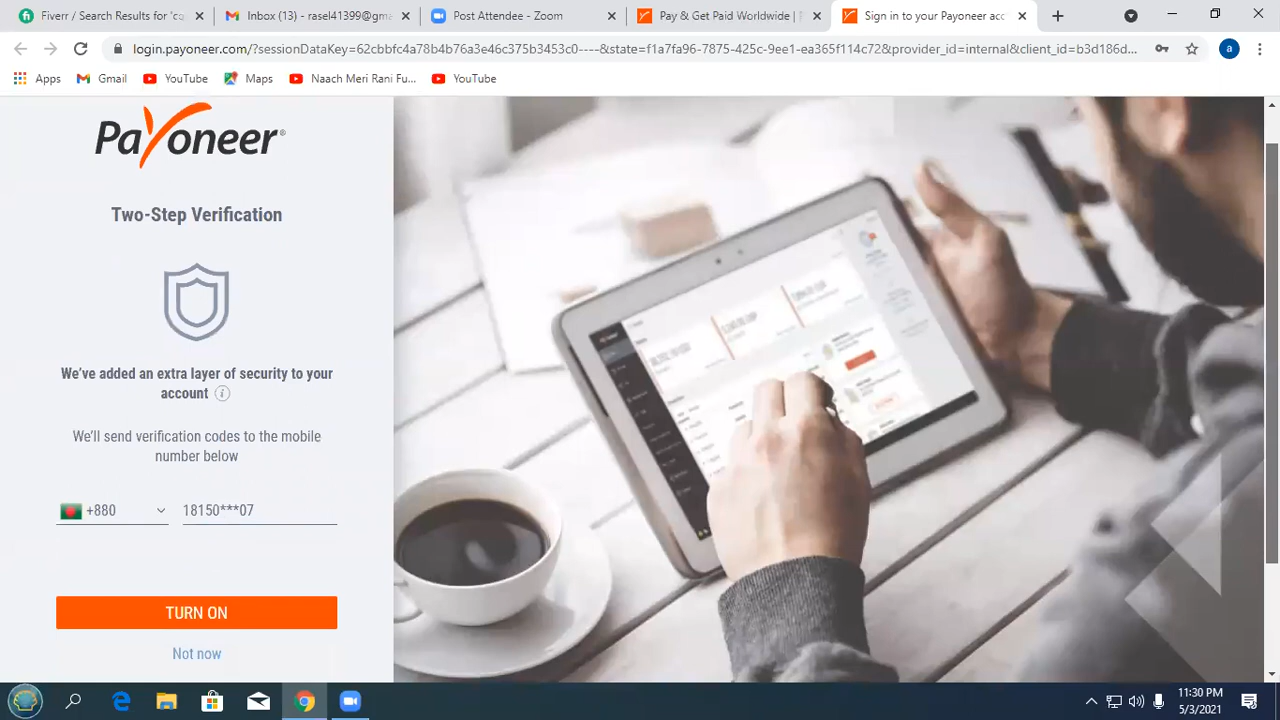 Fiverr / Search Results for 'co
Inbox (13) - rasel41399@gma
Post Attendee - Zoom
Pay & Get Paid Worldwide |
Sign in to your Payoneer acc
login.payoneer.com/?sessionDataKey=62cbbfc4a78b4b76a3e46c375b3453c0----&state=f1a7fa96-7875-425c-9ee1-ea365f114c72&provider_id=internal&client_id=b3d186d...
a
Apps
Gmail
YouTube
Maps
Naach Meri Rani Fu...
YouTube
Payoneer®
Two-Step Verification
We've added an extra layer of security to your
account
We'll send verification codes to the mobile
number below
+880
18150***07
TURN ON
Not now
11:30 PM
5/3/2021